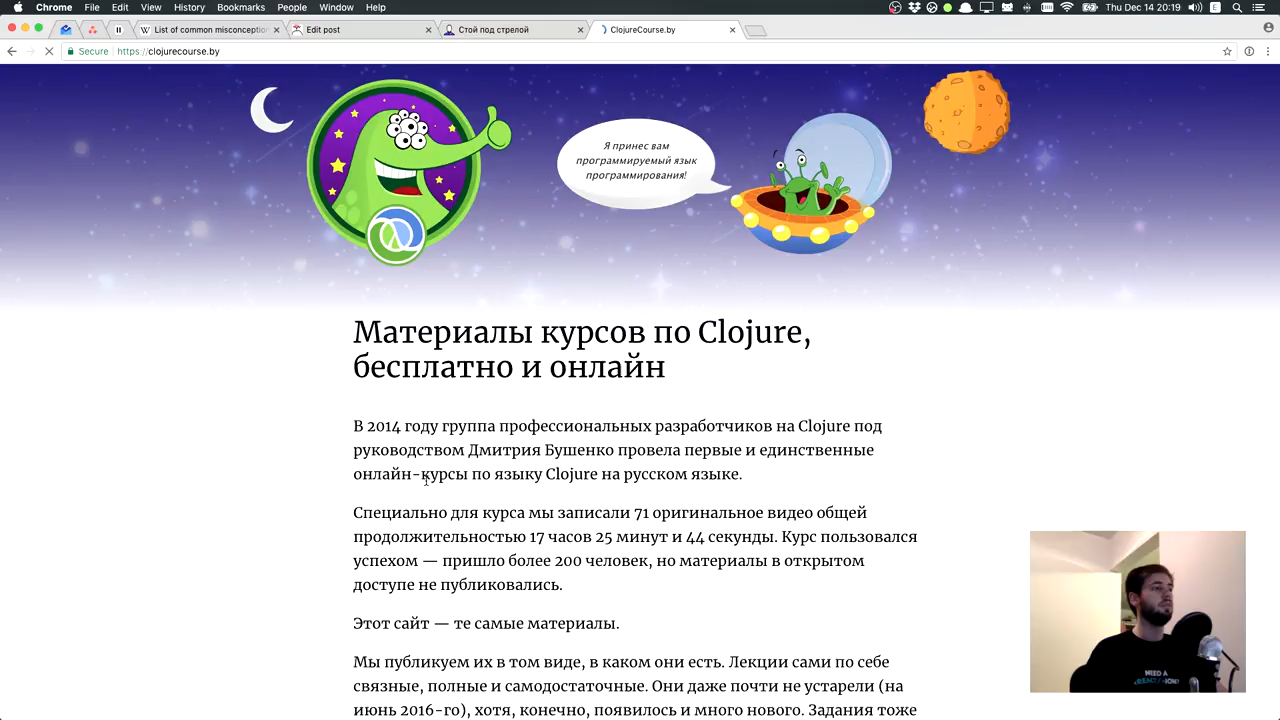 Chrome File Edit View History Bookmarks People Window Help Thu Dec 14 20:19 E
List of common misconception Edit post Стой под стрелой ClojureCourse.by
Secure https://clojurecourse.by
Я принес вам
программируемый язык
программирования!
Материалы курсов по Clojure,
бесплатно и онлайн
В 2014 году группа профессиональных разработчиков на Clojure под
руководством Дмитрия Бушенко провела первые и единственные
онлайн-курсы по языку Clojure на русском языке.
Специально для курса мы записали 71 оригинальное видео общей
продолжительностью 17 часов 25 минут и 44 секунды. Курс пользовался
успехом — пришло более 200 человек, но материалы в открытом
доступе не публиковались.
Этот сайт — те самые материалы.
Мы публикуем их в том виде, в каком они есть. Лекции сами по себе
связные, полные и самодостаточные. Они даже почти не устарели (на
июнь 2016-го), хотя, конечно, появилось и много нового. Задания тоже
NEED A